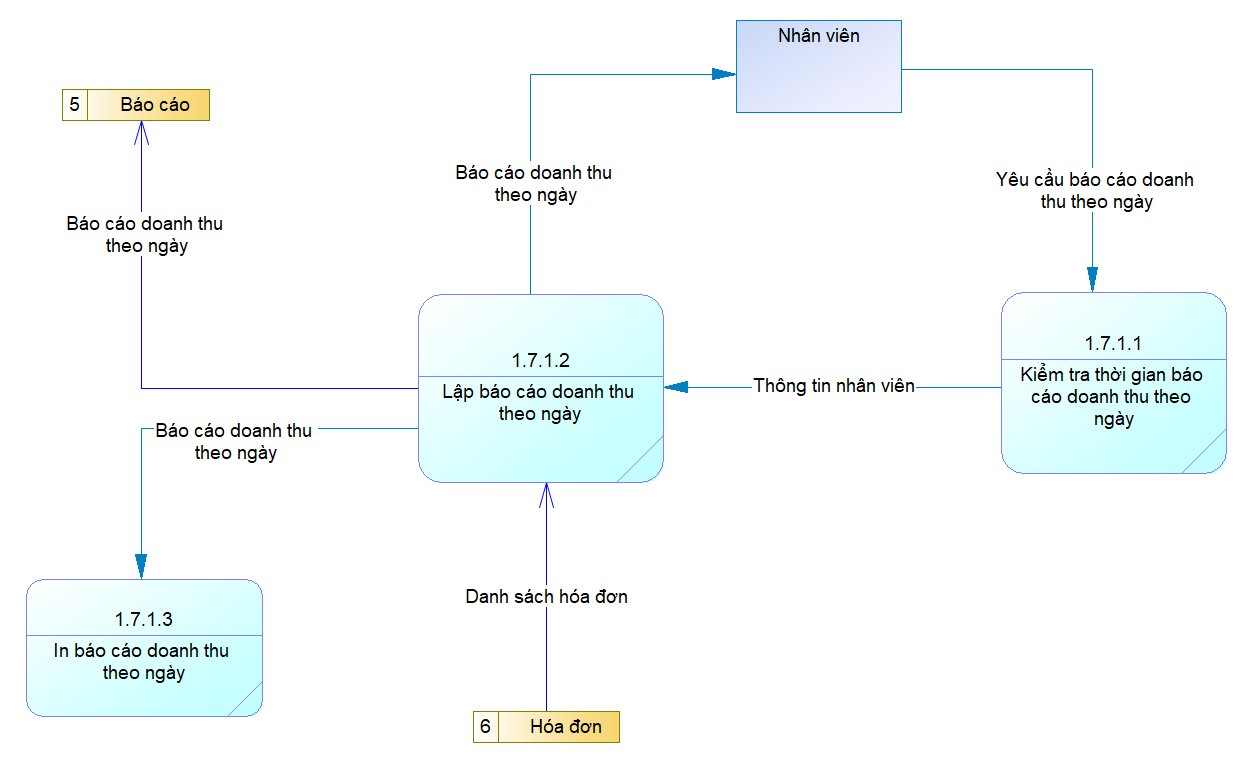 Nhân viên
5 Báo cáo
Báo cáo doanh thu
theo ngày
Yêu cầu báo cáo doanh
thu theo ngày
Báo cáo doanh thu
theo ngày
1.7.1.1
Kiểm tra thời gian báo
cáo doanh thu theo
ngày
1.7.1.2
Lập báo cáo doanh thu
theo ngày
Thông tin nhân viên
Báo cáo doanh thu
theo ngày
Danh sách hóa đơn
1.7.1.3
In báo cáo doanh thu
theo ngày
6 Hóa đơn